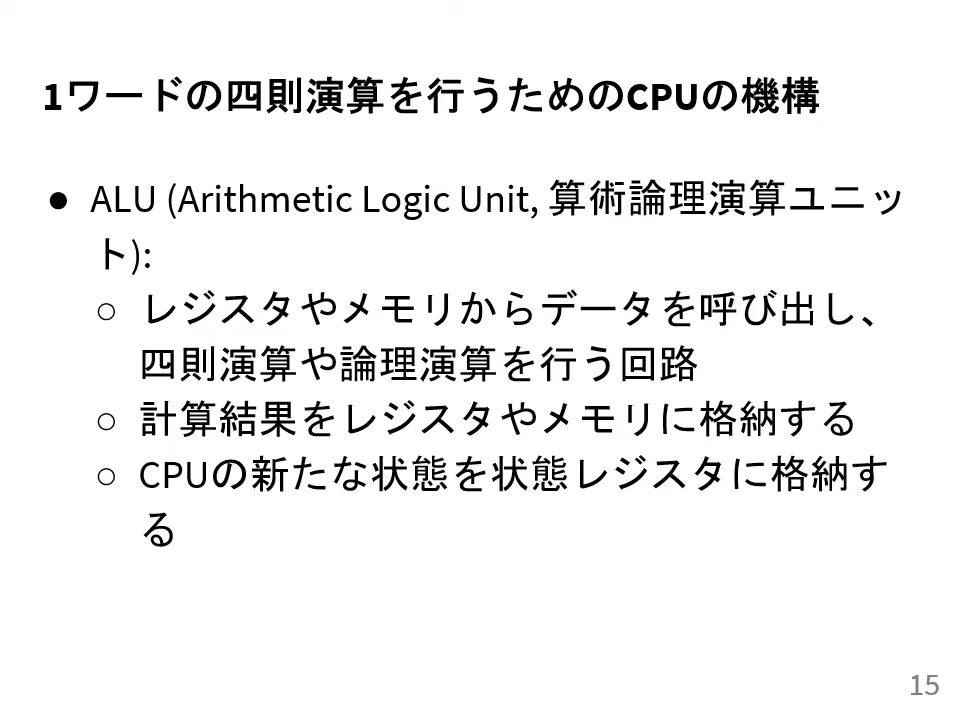 1ワードの四則演算を行うためのCPUの機構
● ALU (Arithmetic Logic Unit, 算術論理演算ユニッ
ト):
○ レジスタやメモリからデータを呼び出し、
四則演算や論理演算を行う回路
○ 計算結果をレジスタやメモリに格納する
○ CPUの新たな状態を状態レジスタに格納す
る
15